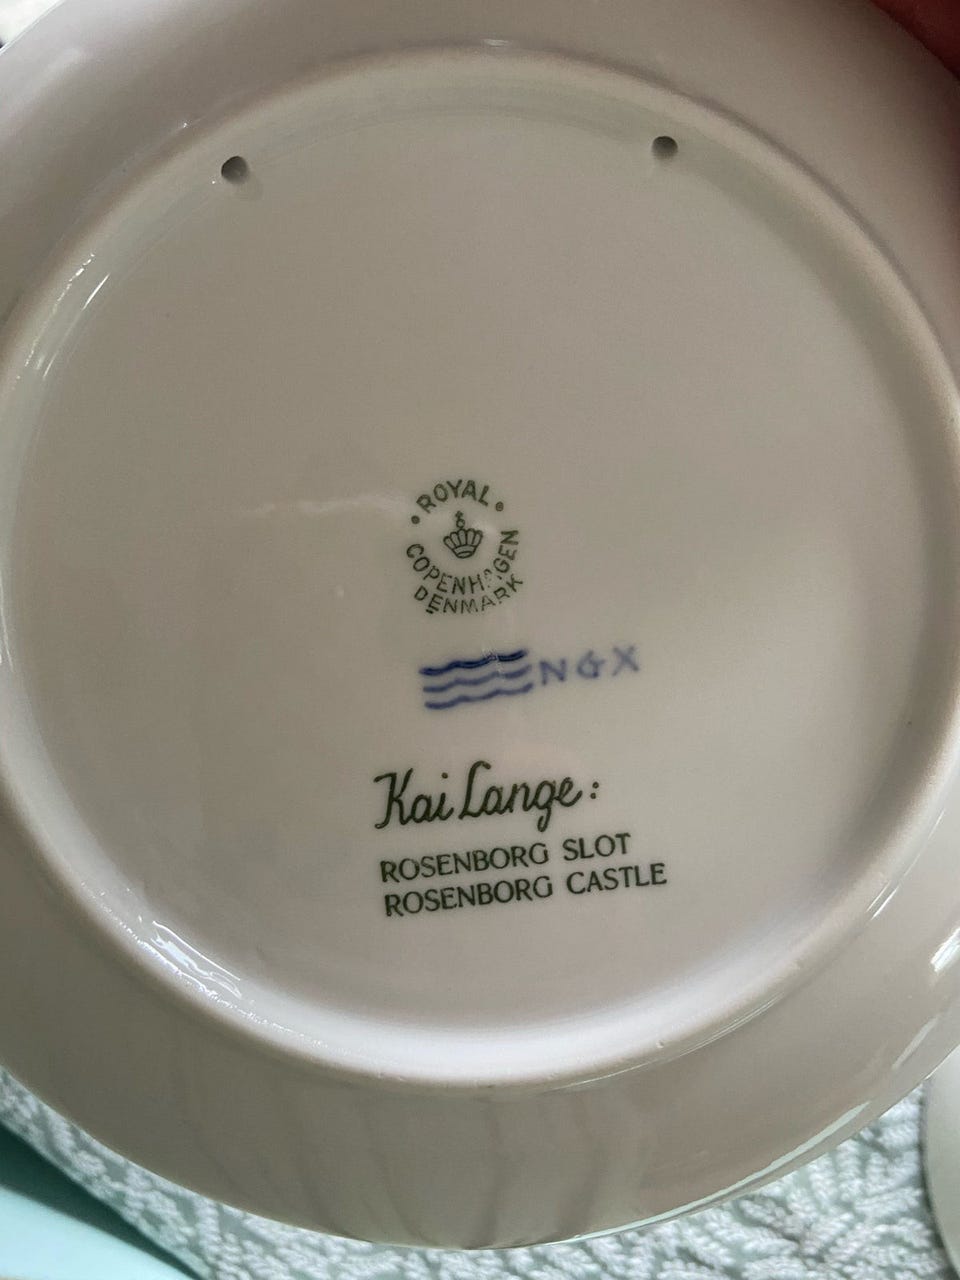 ROYAL
COPENHAGEN
DENMARK
Kai Lange:
ROSENBORG SLOT
ROSENBORG CASTLE